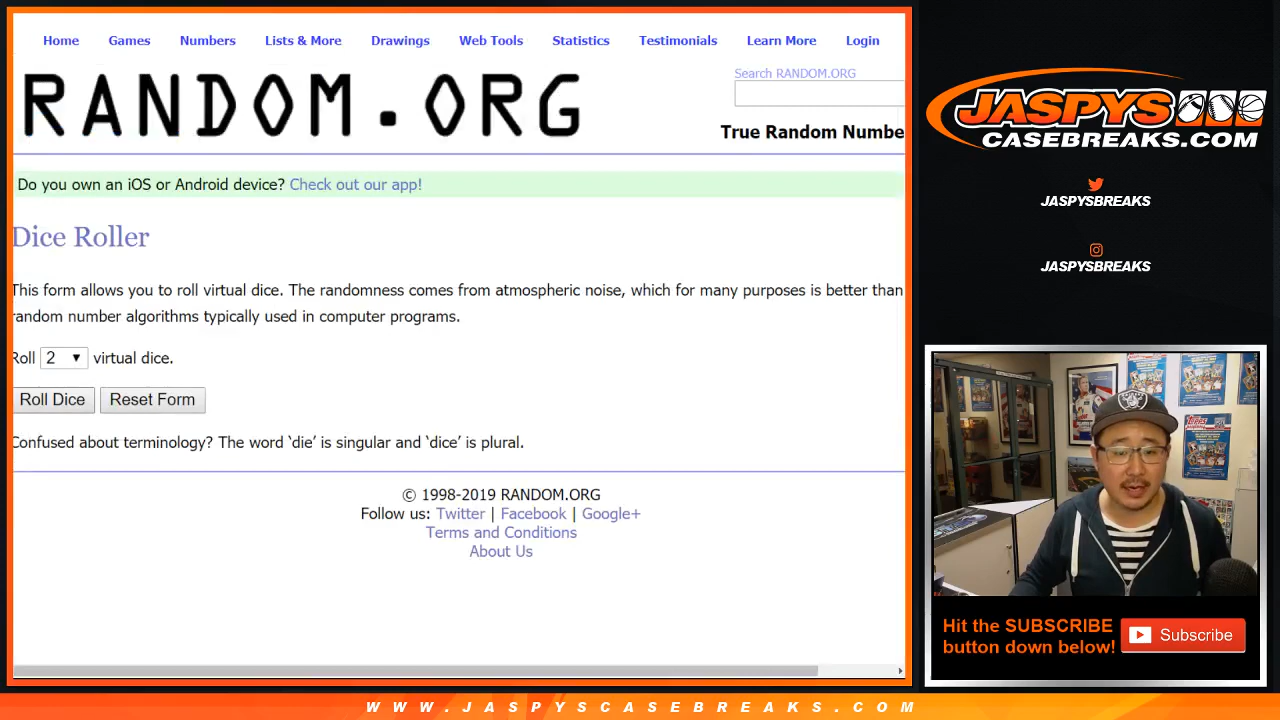 Home Games Numbers Lists & More Drawings Web Tools Statistics Testimonials Learn More Login
RANDOM.ORG
Search RANDOM.ORG
True Random Numbe
Do you own an iOS or Android device? Check out our app!
Dice Roller
This form allows you to roll virtual dice. The randomness comes from atmospheric noise, which for many purposes is better than
random number algorithms typically used in computer programs.
Roll 2 virtual dice.
Roll Dice Reset Form
Confused about terminology? The word ‘die’ is singular and ‘dice’ is plural.
© 1998-2019 RANDOM.ORG
Follow us: Twitter | Facebook | Google+
Terms and Conditions
About Us
JASPYS
CASEBREAKS.COM
JASPYSBREAKS
JASPYSBREAKS
Hit the SUBSCRIBE
button down below!
Subscribe
WWW.JASPYSCASEBREAKS.COM